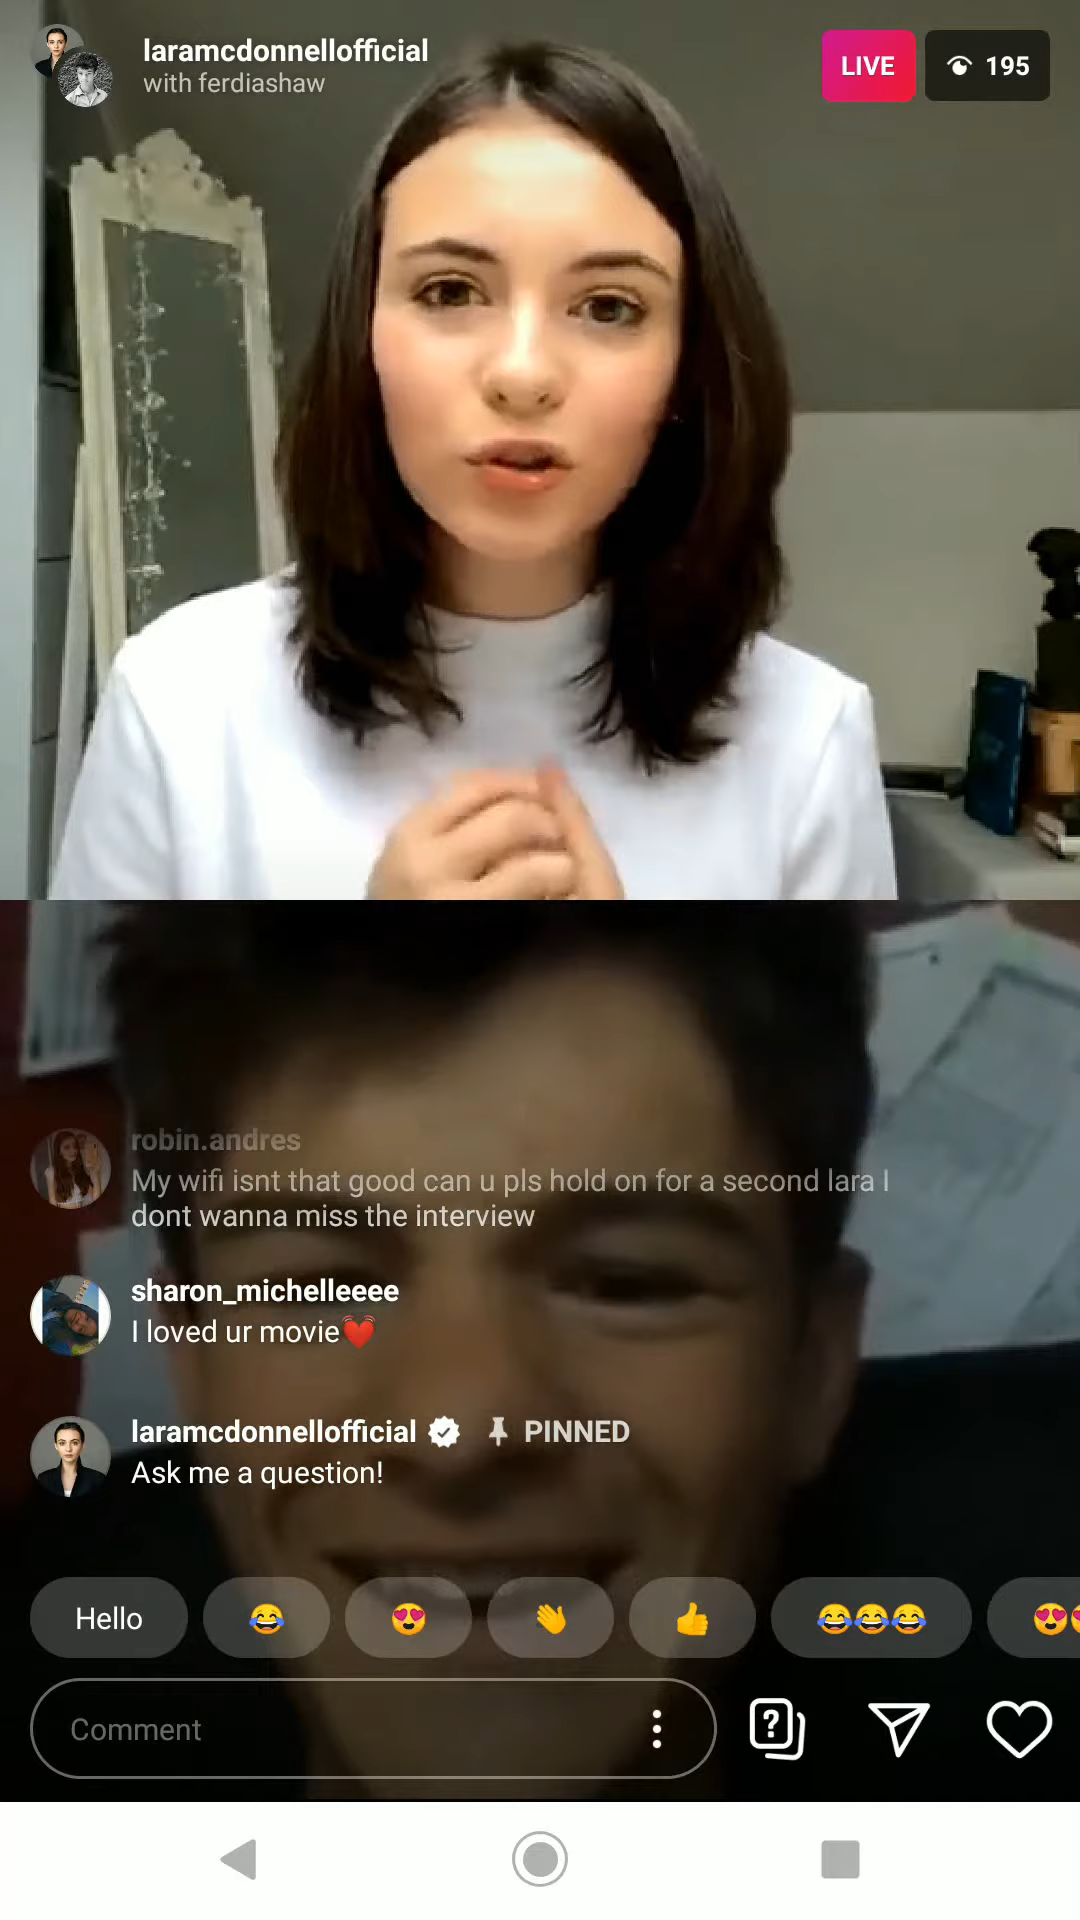 laramcdonnellofficial
with ferdiashaw
LIVE
195
robin.andres
My wifi isnt that good can u pls hold on for a second lara I
dont wanna miss the interview
sharon_michelleeee
I loved ur movie💓
laramcdonnellofficial PINNED
Ask me a question!
Hello 😂 😍 👋 👍 😂😂😂 😍
Comment